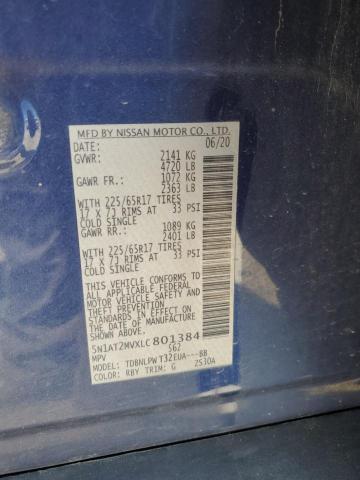 MFD BY NISSAN MOTOR CO., LTD.
DATE: 06/20
GVWR: 2141 KG
4720 LB
GAWR FR.: 1072 KG
2363 LB
WITH 225/65R17 TIRES
17 X 7J RIMS AT 33 PSI
COLD SINGLE
GAWR RR.: 1089 KG
2401 LB
WITH 225/65R17 TIRES
17 X 7J RIMS AT 33 PSI
COLD SINGLE
THIS VEHICLE CONFORMS TO
ALL APPLICABLE FEDERAL
MOTOR VEHICLE SAFETY AND
THEFT PREVENTION
STANDARDS IN EFFECT ON
THE DATE OF MANUFACTURE
SHOWN ABOVE.
5N1AT2MVXLC801384
MPV S62
MODEL: TDBNLPW T32EUA---BB
COLOR: RBY TRIM: G ZS30A